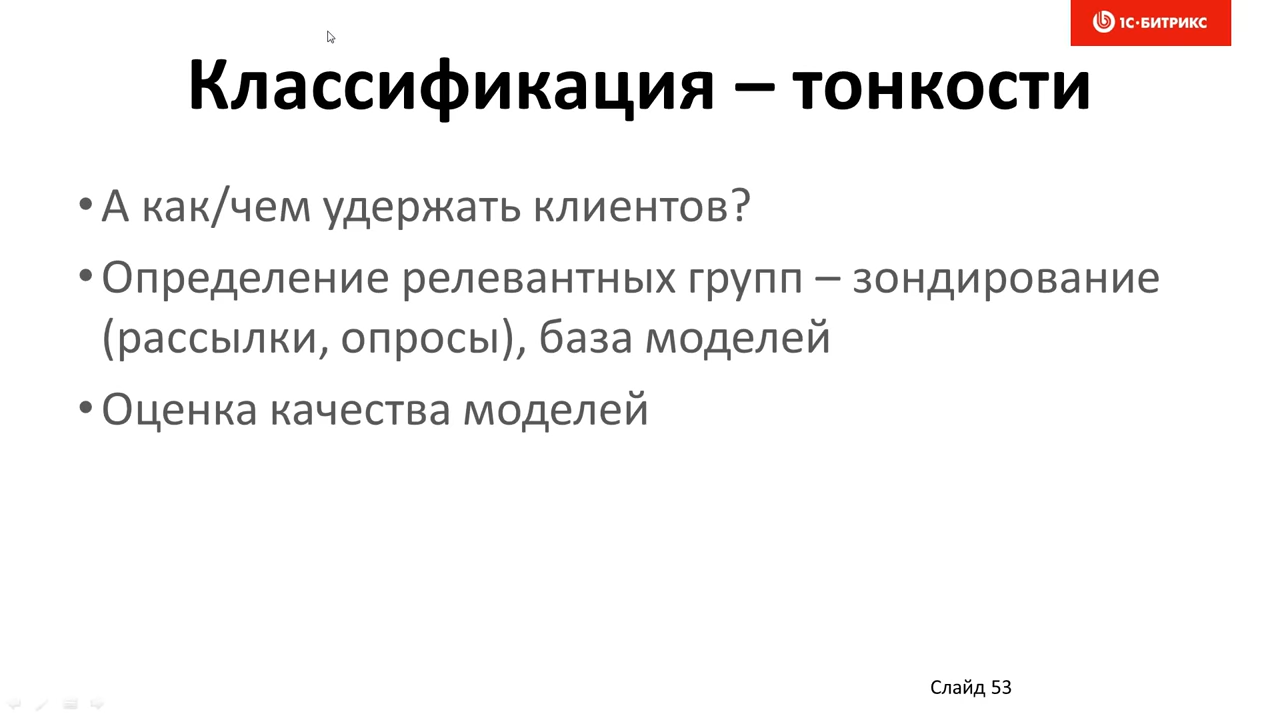 1С·БИТРИКС
Классификация – тонкости
• А как/чем удержать клиентов?
• Определение релевантных групп – зондирование
(рассылки, опросы), база моделей
• Оценка качества моделей
Слайд 53